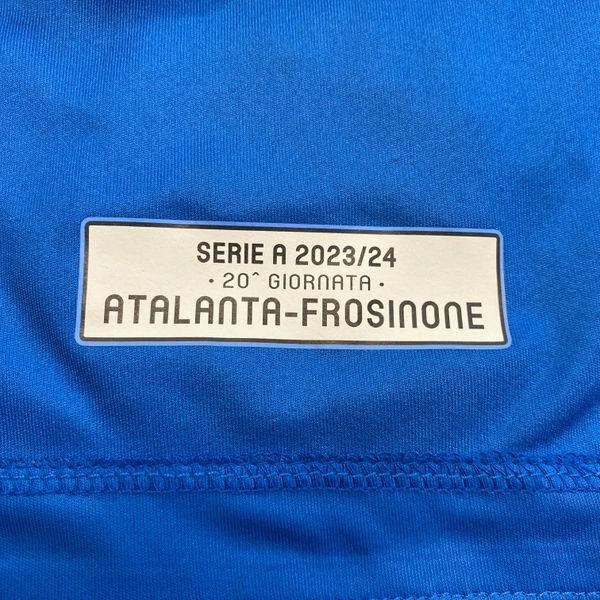 SERIE A 2023/24
· 20^ GIORNATA ·
ATALANTA-FROSINONE